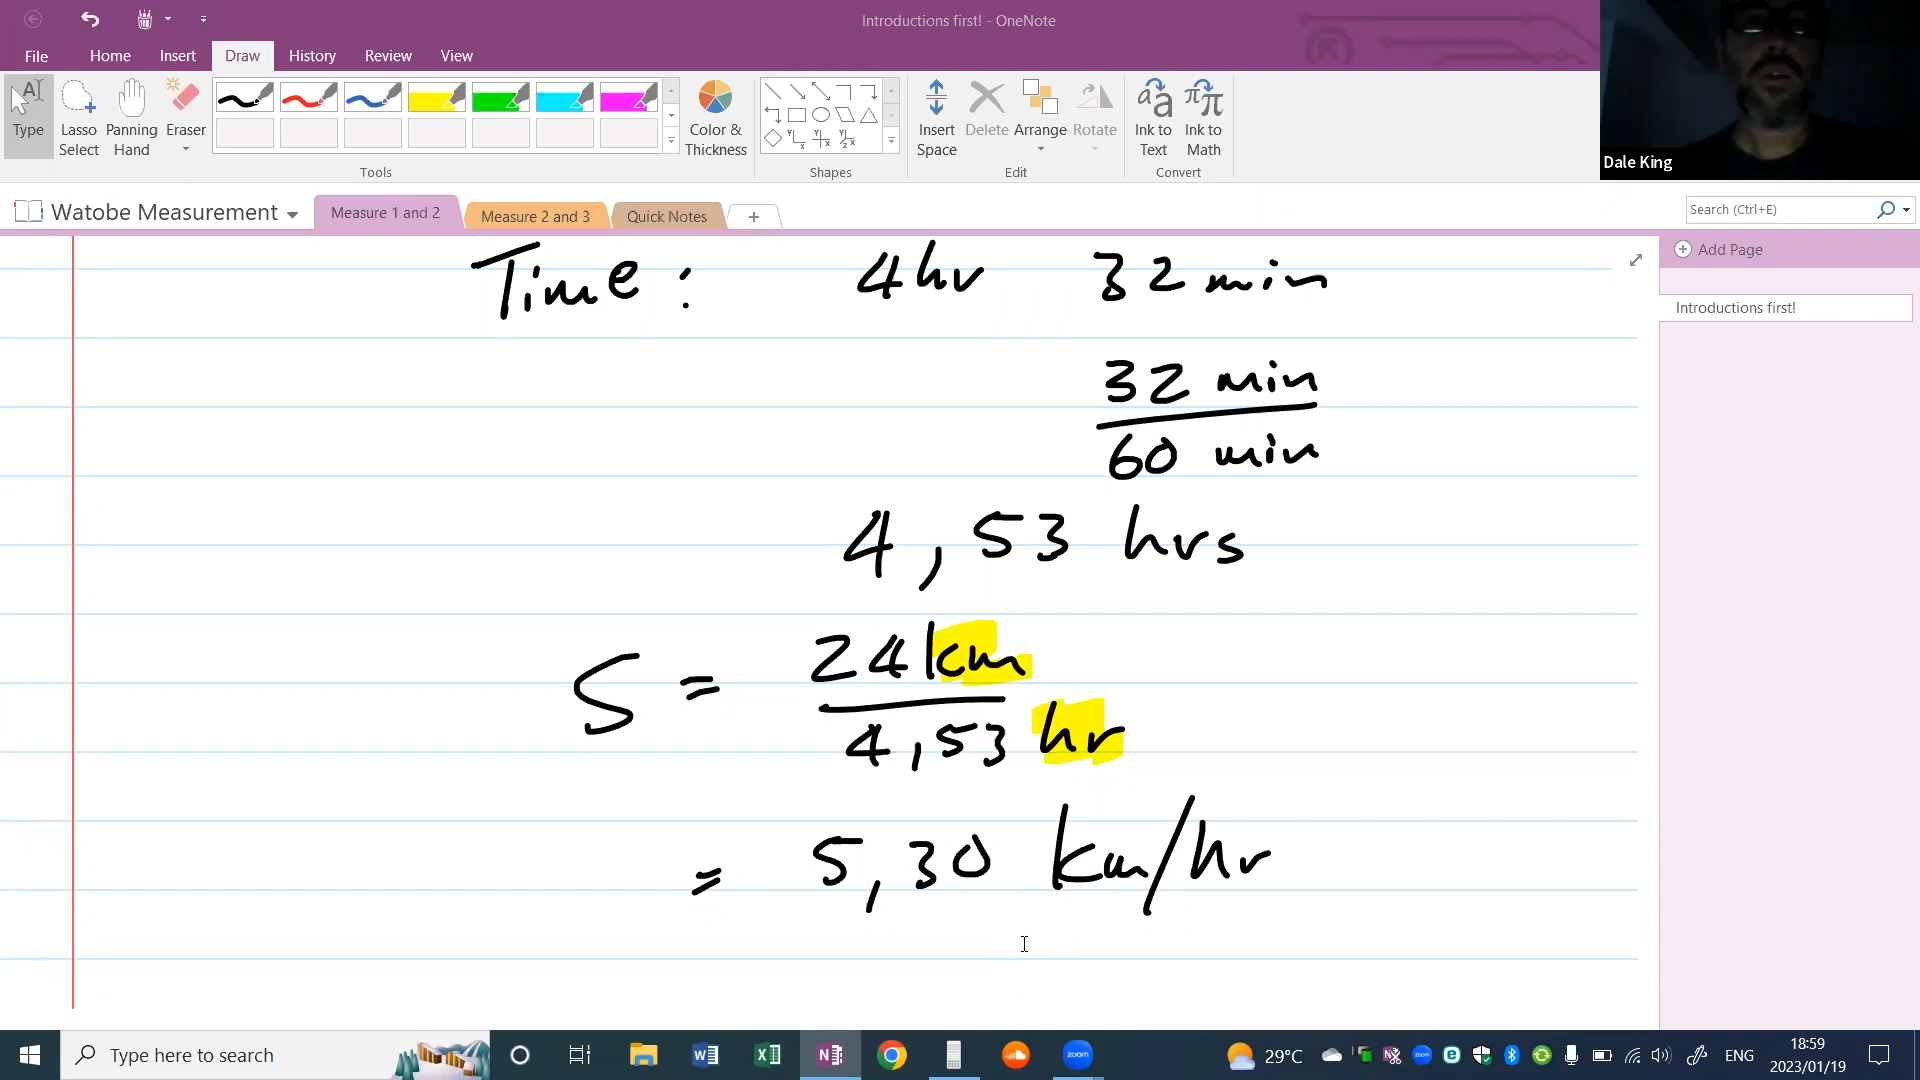 Introductions first! - OneNote
File Home Insert Draw History Review View
Type
Lasso Select
Panning Hand
Eraser
Color & Thickness
Insert Space
Delete
Arrange
Rotate
Ink to Text
Ink to Math
Tools Shapes Edit Convert
Dale King
Watobe Measurement Measure 1 and 2 Measure 2 and 3 Quick Notes +
Search (Ctrl+E)
Add Page
Introductions first!
Time : 4hr 32 min
32 min
60 min
4,53 hrs
S = 24km
4,53 hr
= 5,30 km/hr
Type here to search
zoom
29°C
ENG
18:59
2023/01/19